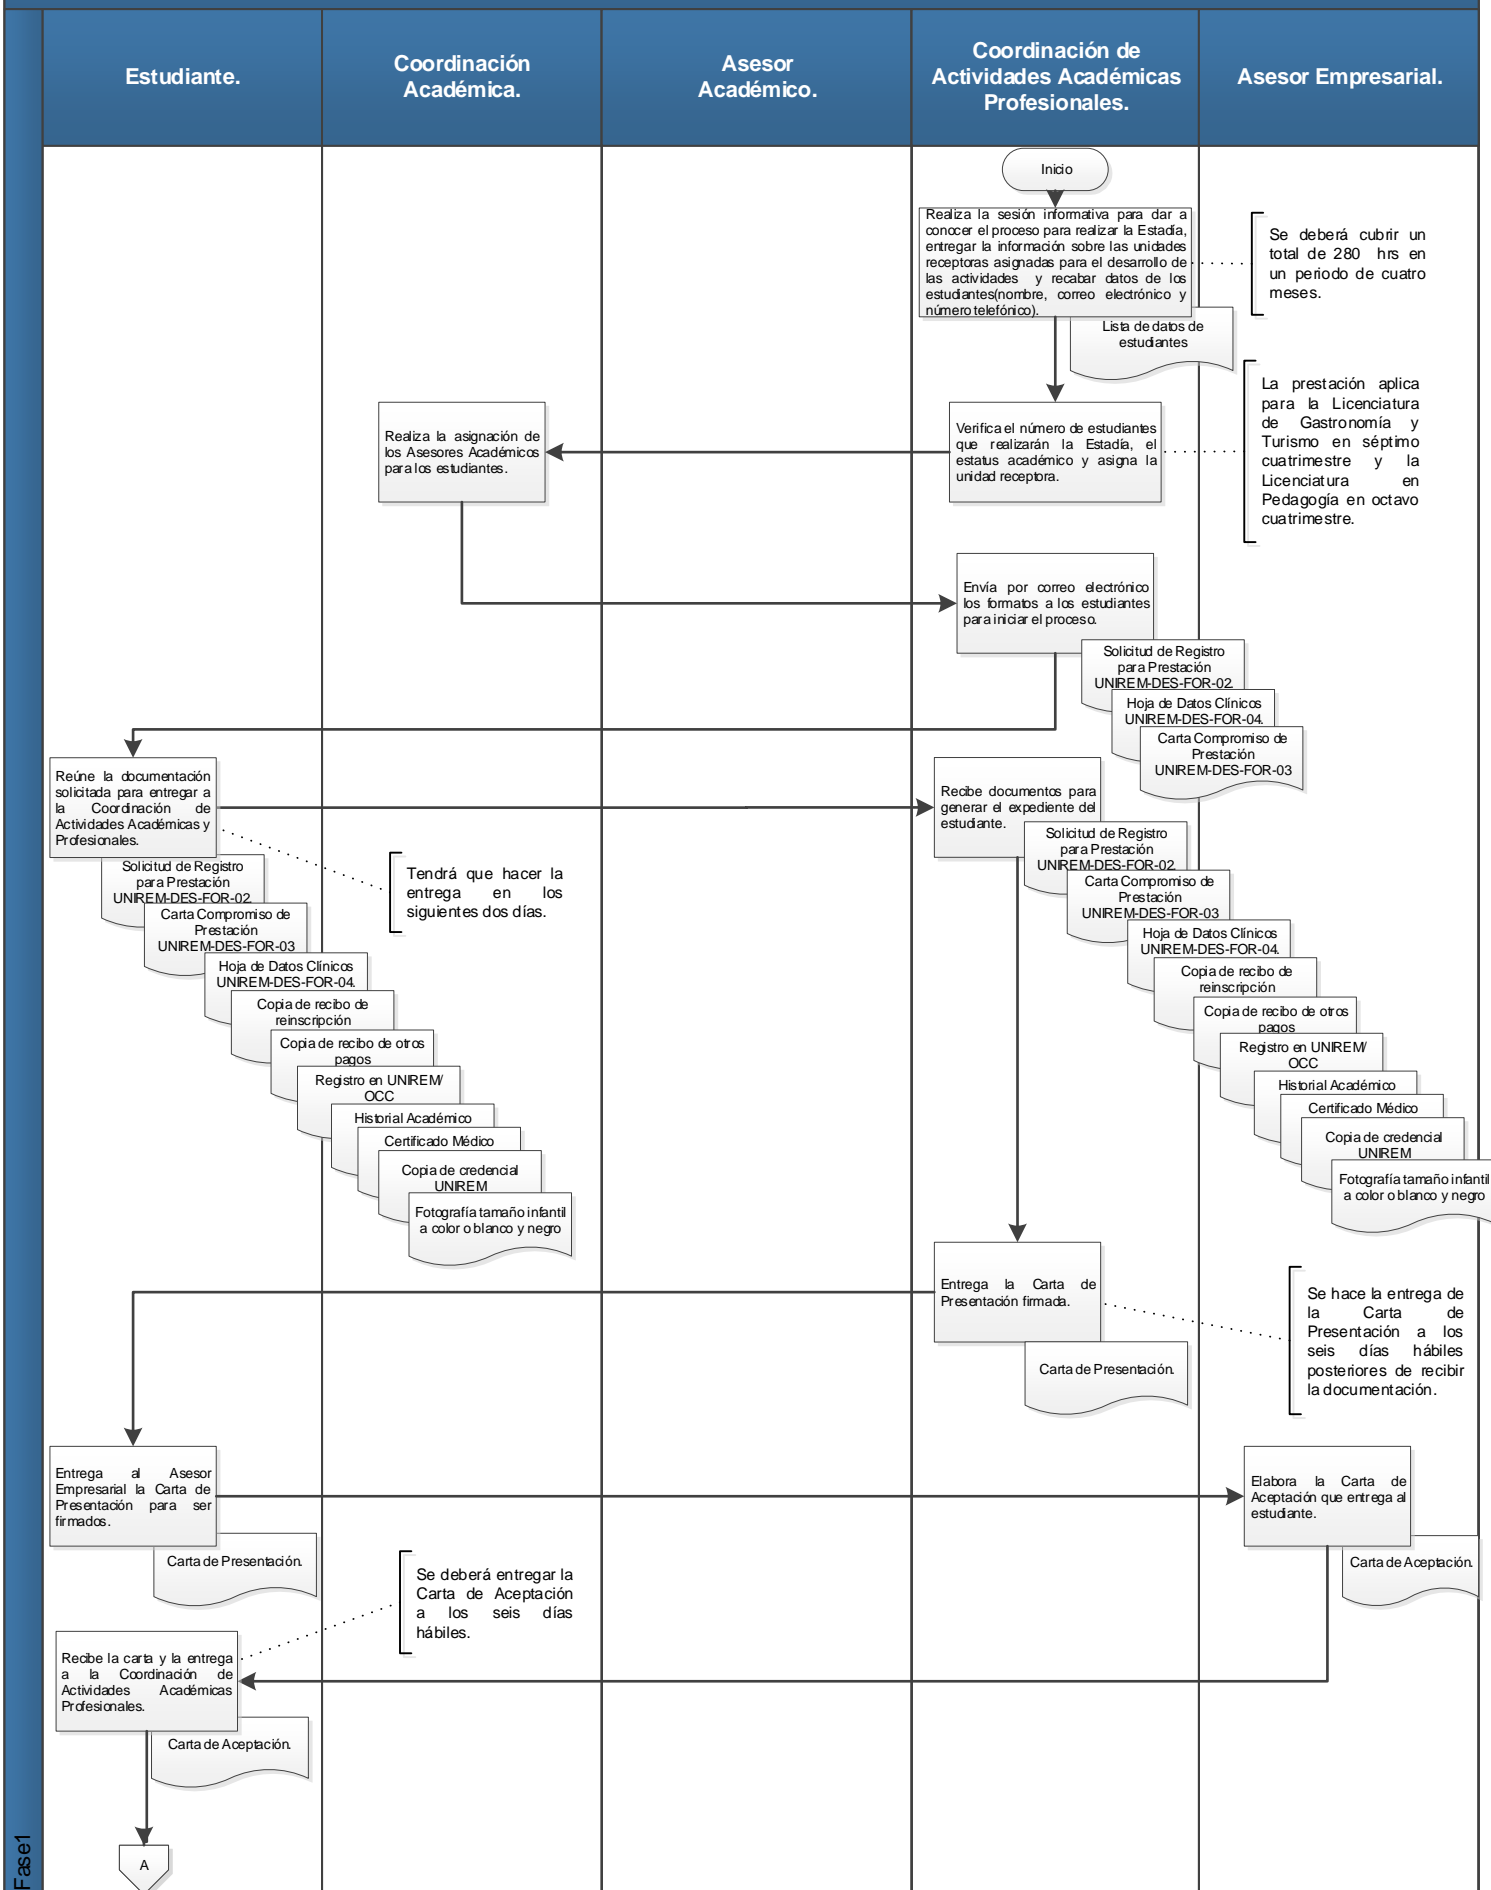 Estudiante.
Coordinación
Académica.
Asesor
Académico.
Coordinación de
Actividades Académicas
Profesionales.
Asesor Empresarial.
Inicio
Realiza la sesión informativa para dar a
conocer el proceso para realizar la Estadía,
entregar la información sobre las unidades
receptoras asignadas para el desarrollo de
las actividades y recabar datos de los
estudiantes(nombre, correo electrónico y
número telefónico).
Se deberá cubrir un
total de 280 hrs en
un periodo de cuatro
meses.
Lista de datos de
estudiantes
Realiza la asignación de
los Asesores Académicos
para los estudiantes.
Verifica el número de estudiantes
que realizarán la Estadía, el
estatus académico y asigna la
unidad receptora.
La prestación aplica
para la Licenciatura
de Gastronomía y
Turismo en séptimo
cuatrimestre y la
Licenciatura en
Pedagogía en octavo
cuatrimestre.
Envía por correo electrónico
los formatos a los estudiantes
para iniciar el proceso.
Solicitud de Registro
para Prestación
UNIREM-DES-FOR-02.
Hoja de Datos Clínicos
UNIREM-DES-FOR-04.
Carta Compromiso de
Prestación
UNIREM-DES-FOR-03
Reúne la documentación
solicitada para entregar a
la Coordinación de
Actividades Académicas y
Profesionales.
Tendrá que hacer la
entrega en los
siguientes dos días.
Solicitud de Registro
para Prestación
UNIREM-DES-FOR-02.
Carta Compromiso de
Prestación
UNIREM-DES-FOR-03
Hoja de Datos Clínicos
UNIREM-DES-FOR-04.
Copia de recibo de
reinscripción
Copia de recibo de otros
pagos
Registro en UNIREM/
OCC
Historial Académico
Certificado Médico
Copia de credencial
UNIREM
Fotografía tamaño infantil
a color o blanco y negro
Recibe documentos para
generar el expediente del
estudiante.
Solicitud de Registro
para Prestación
UNIREM-DES-FOR-02.
Carta Compromiso de
Prestación
UNIREM-DES-FOR-03
Hoja de Datos Clínicos
UNIREM-DES-FOR-04.
Copia de recibo de
reinscripción
Copia de recibo de otros
pagos
Registro en UNIREM/
OCC
Historial Académico
Certificado Médico
Copia de credencial
UNIREM
Fotografía tamaño infantil
a color o blanco y negro
Entrega la Carta de
Presentación firmada.
Se hace la entrega de
la Carta de
Presentación a los
seis días hábiles
posteriores de recibir
la documentación.
Carta de Presentación.
Entrega al Asesor
Empresarial la Carta de
Presentación para ser
firmados.
Carta de Presentación.
Elabora la Carta de
Aceptación que entrega al
estudiante.
Carta de Aceptación.
Se deberá entregar la
Carta de Aceptación
a los seis días
hábiles.
Recibe la carta y la entrega
a la Coordinación de
Actividades Académicas
Profesionales.
Carta de Aceptación.
A
Fase1